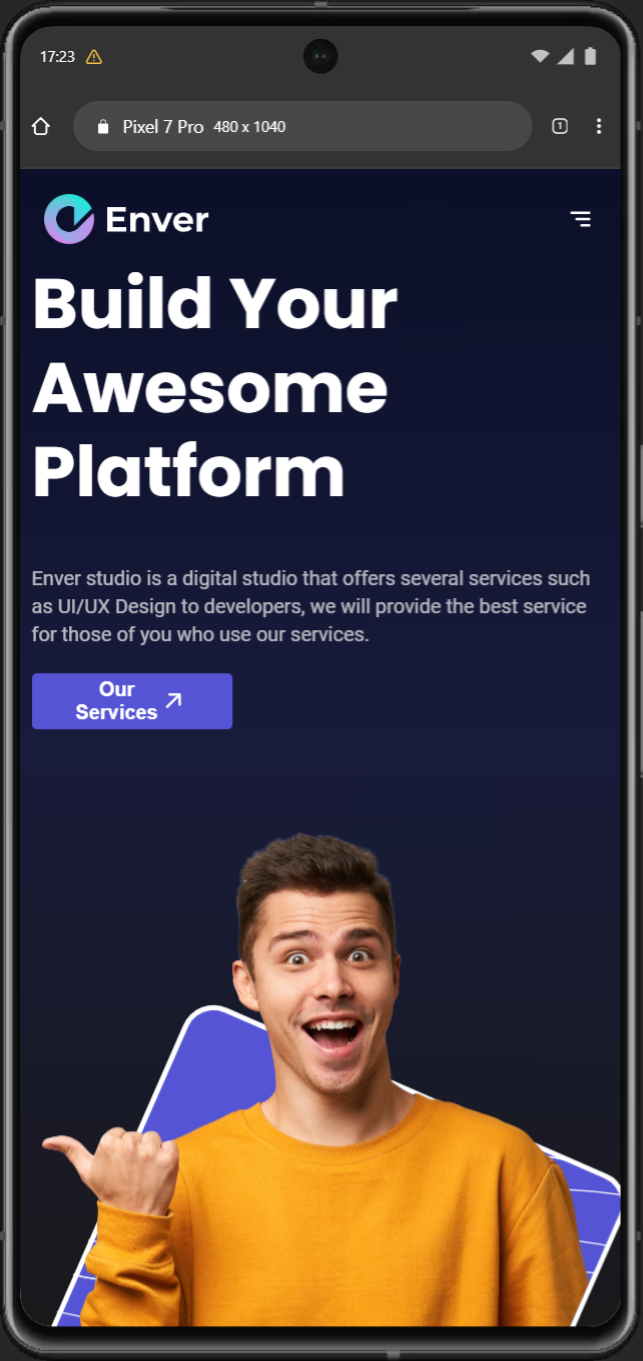 17:23
Pixel 7 Pro 480 x 1040
1
Enver
Build Your
Awesome
Platform
Enver studio is a digital studio that offers several services such
as UI/UX Design to developers, we will provide the best service
for those of you who use our services.
Our
Services